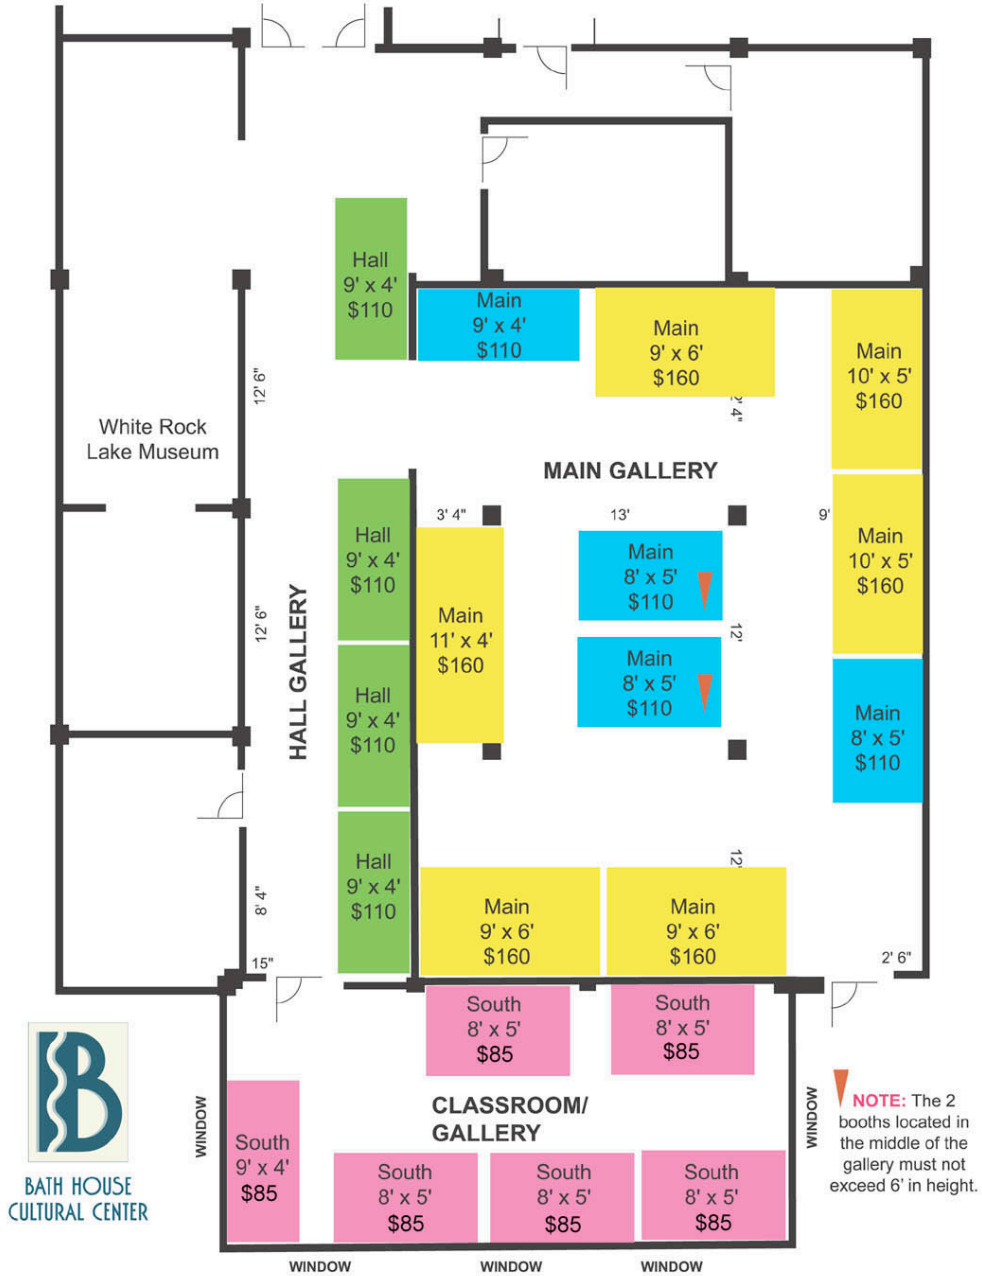 Hall
9' x 4'
$110
Main
9' x 4'
$110
Main
9' x 6'
$160
Main
10' x 5'
$160
12' 6"
4"
White Rock
Lake Museum
MAIN GALLERY
3' 4"
13'
9'
Hall
9' x 4'
$110
Main
8' x 5'
$110
Main
10' x 5'
$160
12' 6"
HALL GALLERY
Main
11' x 4'
$160
12'
Main
8' x 5'
$110
Hall
9' x 4'
$110
Main
8' x 5'
$110
Hall
9' x 4'
$110
8' 4"
12'
Main
9' x 6'
$160
Main
9' x 6'
$160
15"
2' 6"
South
8' x 5'
$85
South
8' x 5'
$85
WINDOW
CLASSROOM/
GALLERY
WINDOW
NOTE: The 2
booths located in
the middle of the
gallery must not
exceed 6' in height.
South
9' x 4'
$85
South
8' x 5'
$85
South
8' x 5'
$85
South
8' x 5'
$85
B
BATH HOUSE
CULTURAL CENTER
WINDOW
WINDOW
WINDOW